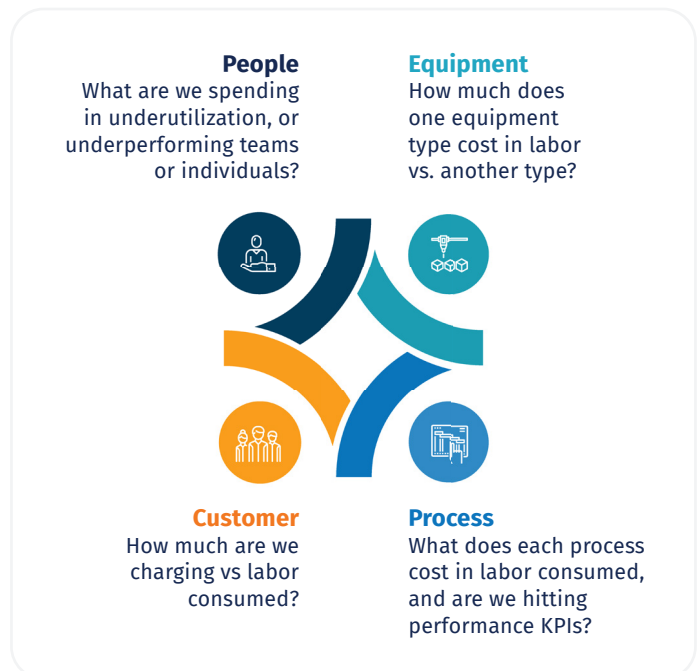 People
What are we spending
in underutilization, or
underperforming teams
or individuals?
Equipment
How much does
one equipment
type cost in labor
vs. another type?
Customer
How much are we
charging vs labor
consumed?
Process
What does each process
cost in labor consumed,
and are we hitting
performance KPIs?